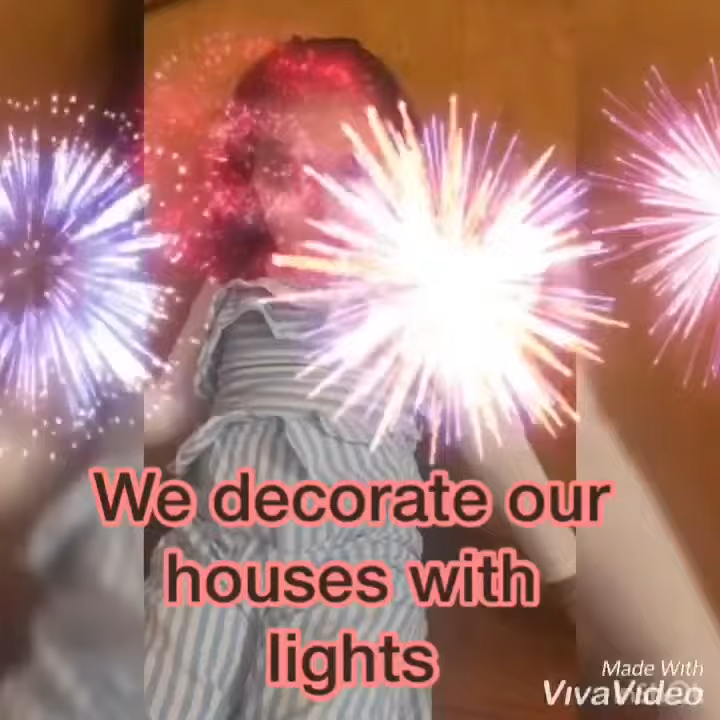 We decorate our
houses with
lights
Made With
VivaVideo